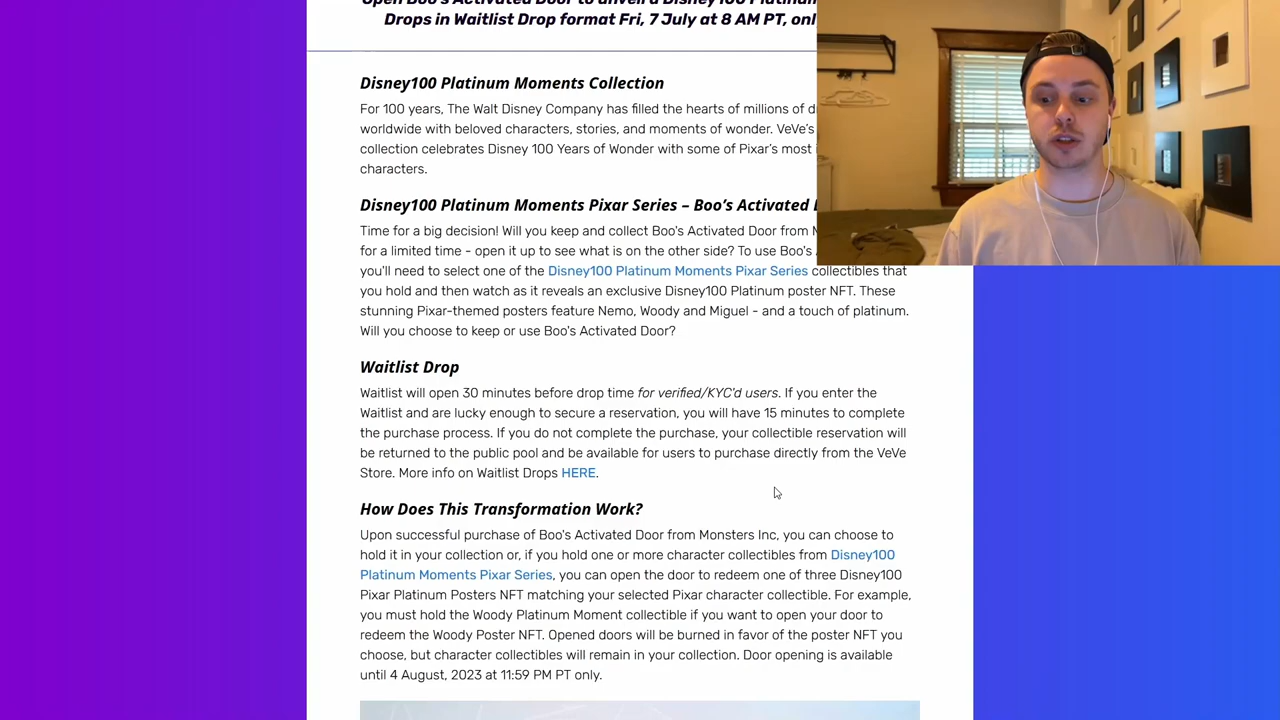 Open Boo's Activated Door to unveil a Disney100 Platinum
Drops in Waitlist Drop format Fri, 7 July at 8 AM PT, onl
Disney100 Platinum Moments Collection
For 100 years, The Walt Disney Company has filled the hearts of millions of d
worldwide with beloved characters, stories, and moments of wonder. VeVe's
collection celebrates Disney 100 Years of Wonder with some of Pixar's most i
characters.
Disney100 Platinum Moments Pixar Series – Boo's Activated
Time for a big decision! Will you keep and collect Boo's Activated Door from
for a limited time - open it up to see what is on the other side? To use Boo's
you'll need to select one of the Disney100 Platinum Moments Pixar Series collectibles that
you hold and then watch as it reveals an exclusive Disney100 Platinum poster NFT. These
stunning Pixar-themed posters feature Nemo, Woody and Miguel - and a touch of platinum.
Will you choose to keep or use Boo's Activated Door?
Waitlist Drop
Waitlist will open 30 minutes before drop time for verified/KYC'd users. If you enter the
Waitlist and are lucky enough to secure a reservation, you will have 15 minutes to complete
the purchase process. If you do not complete the purchase, your collectible reservation will
be returned to the public pool and be available for users to purchase directly from the VeVe
Store. More info on Waitlist Drops HERE.
How Does This Transformation Work?
Upon successful purchase of Boo's Activated Door from Monsters Inc, you can choose to
hold it in your collection or, if you hold one or more character collectibles from Disney100
Platinum Moments Pixar Series, you can open the door to redeem one of three Disney100
Pixar Platinum Posters NFT matching your selected Pixar character collectible. For example,
you must hold the Woody Platinum Moment collectible if you want to open your door to
redeem the Woody Poster NFT. Opened doors will be burned in favor of the poster NFT you
choose, but character collectibles will remain in your collection. Door opening is available
until 4 August, 2023 at 11:59 PM PT only.